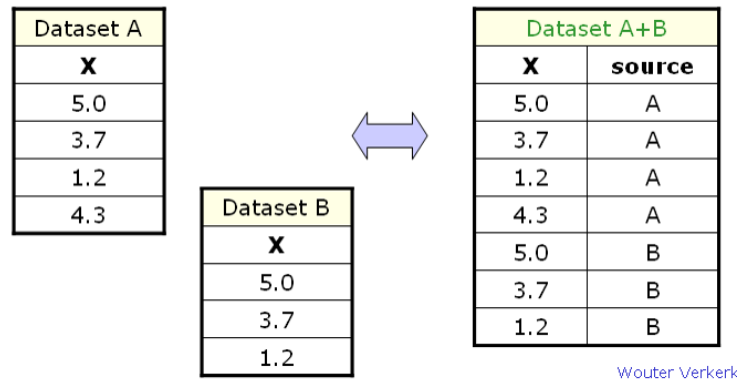 Dataset A
X
5.0
3.7
1.2
4.3
Dataset B
X
5.0
3.7
1.2
Dataset A+B
X source
5.0 A
3.7 A
1.2 A
4.3 A
5.0 B
3.7 B
1.2 B
Wouter Verkerk